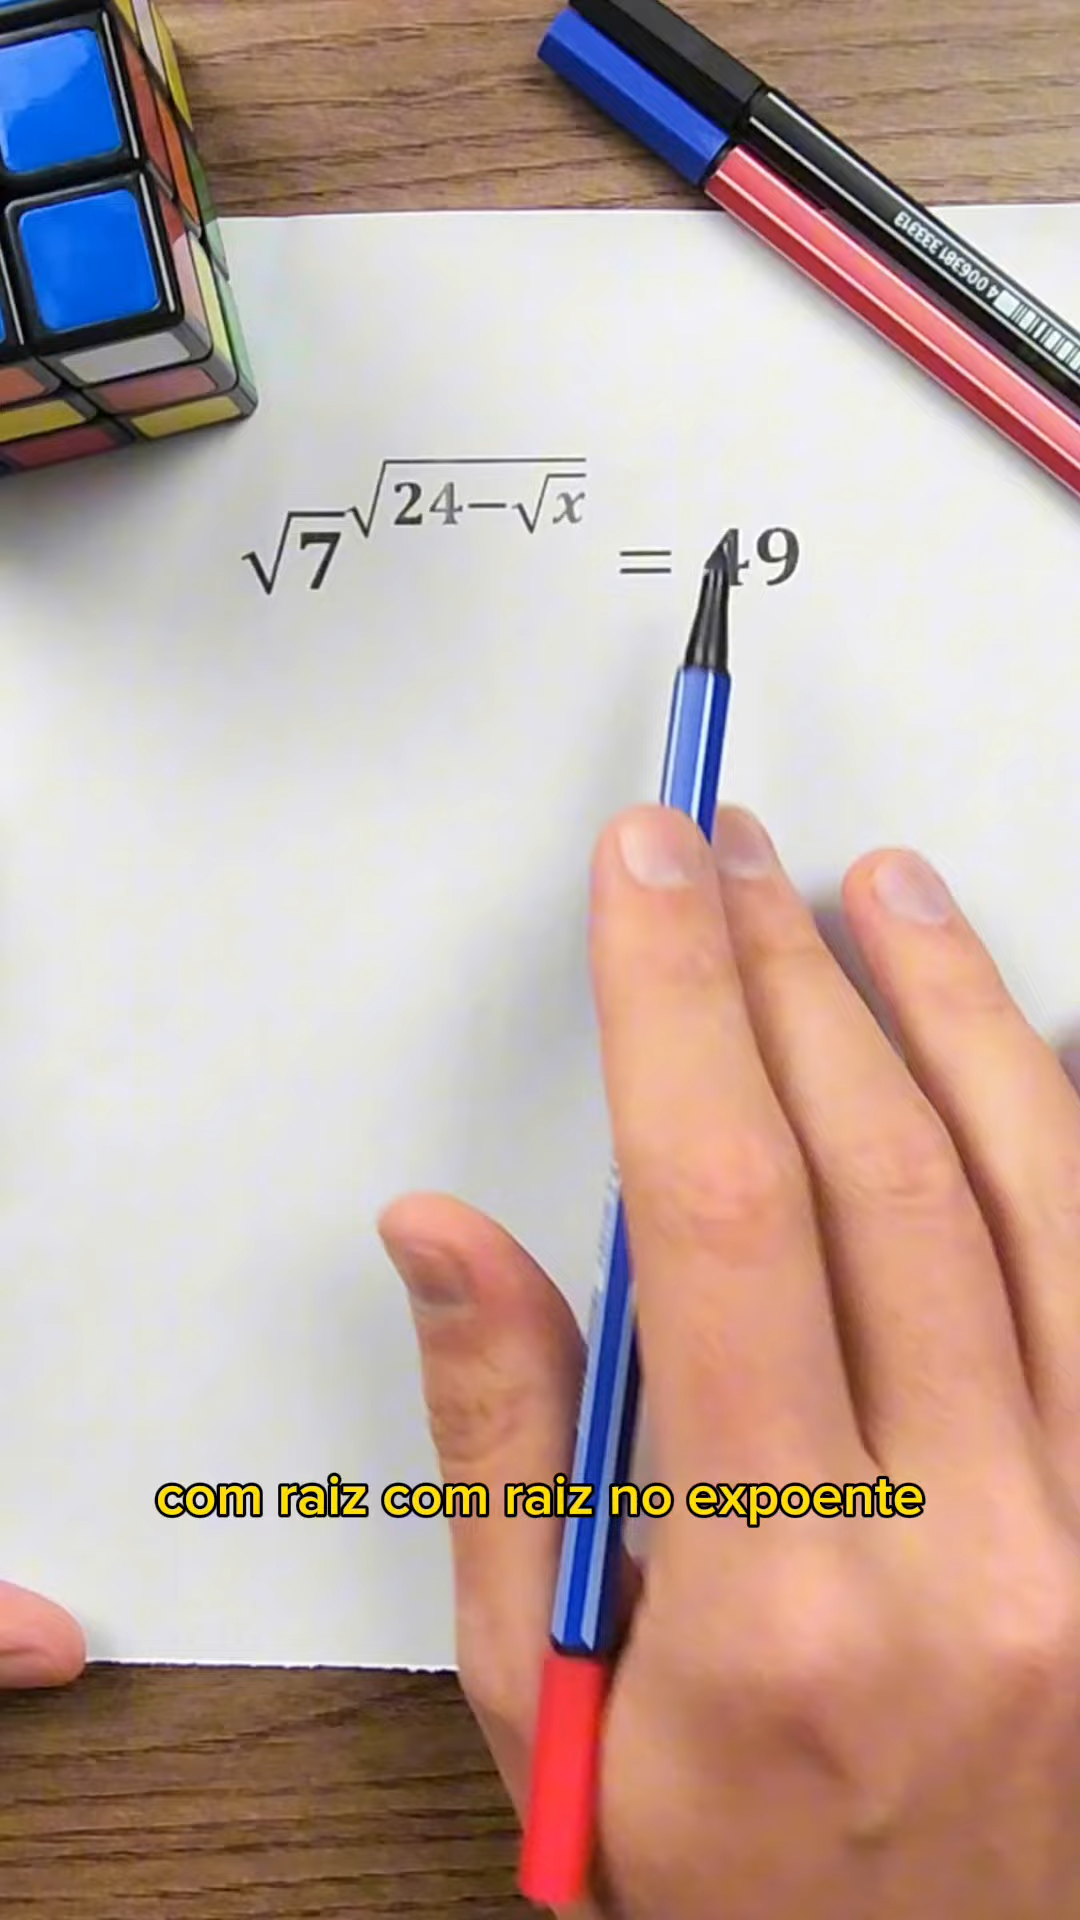 4 006381 333313
√7^√(24−√x) = 49
com raiz com raiz no expoente